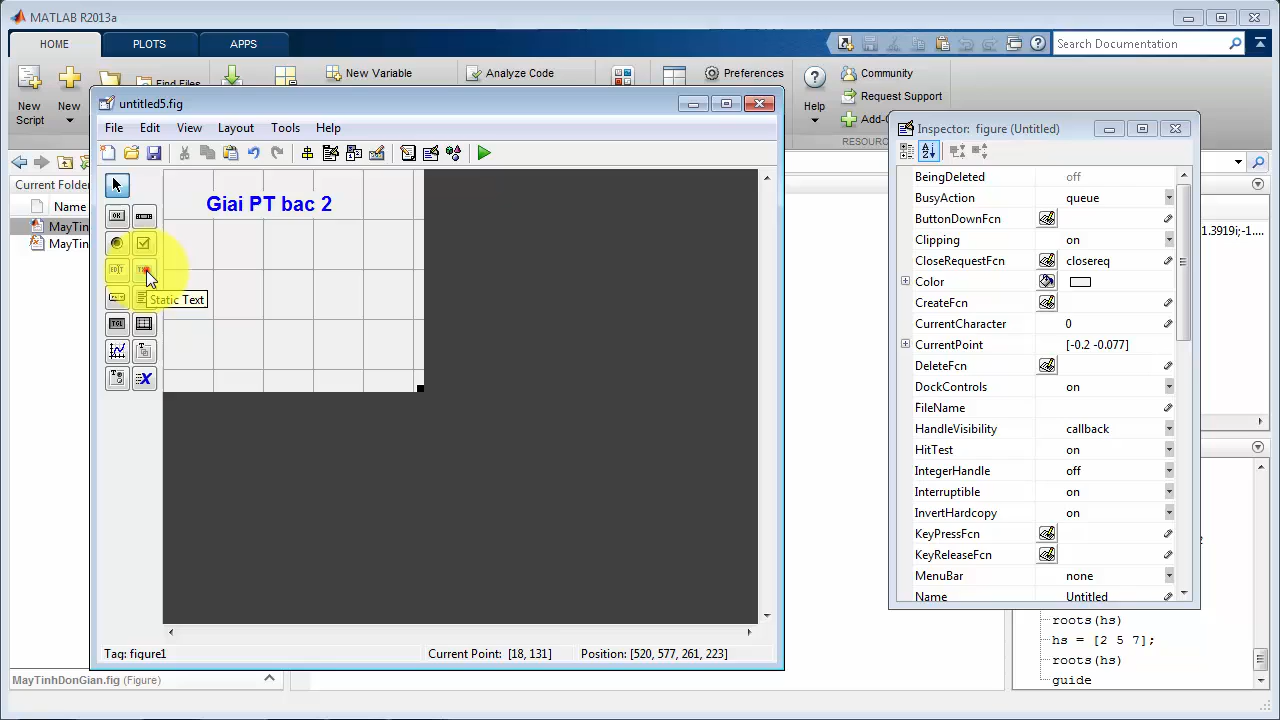 MATLAB R2013a
HOME
PLOTS
APPS
Search Documentation
New Script
New
Find Files
New Variable
Analyze Code
Preferences
Help
Community
Request Support
Add-
RESOURC
untitled5.fig
File Edit View Layout Tools Help
Current Folder
Name
MayTin
MayTin
OK
EDIT
TGL
Static Text
Giai PT bac 2
Tag: figure1
Current Point: [18, 131]
Position: [520, 577, 261, 223]
MayTinhDonGian.fig (Figure)
Inspector: figure (Untitled)
BeingDeleted off
BusyAction queue
ButtonDownFcn
Clipping on
CloseRequestFcn closereq
Color
CreateFcn
CurrentCharacter 0
CurrentPoint [-0.2 -0.077]
DeleteFcn
DockControls on
FileName
HandleVisibility callback
HitTest on
IntegerHandle off
Interruptible on
InvertHardcopy on
KeyPressFcn
KeyReleaseFcn
MenuBar none
Name Untitled
1.3919i;-1....
roots(hs)
hs = [2 5 7];
roots(hs)
guide